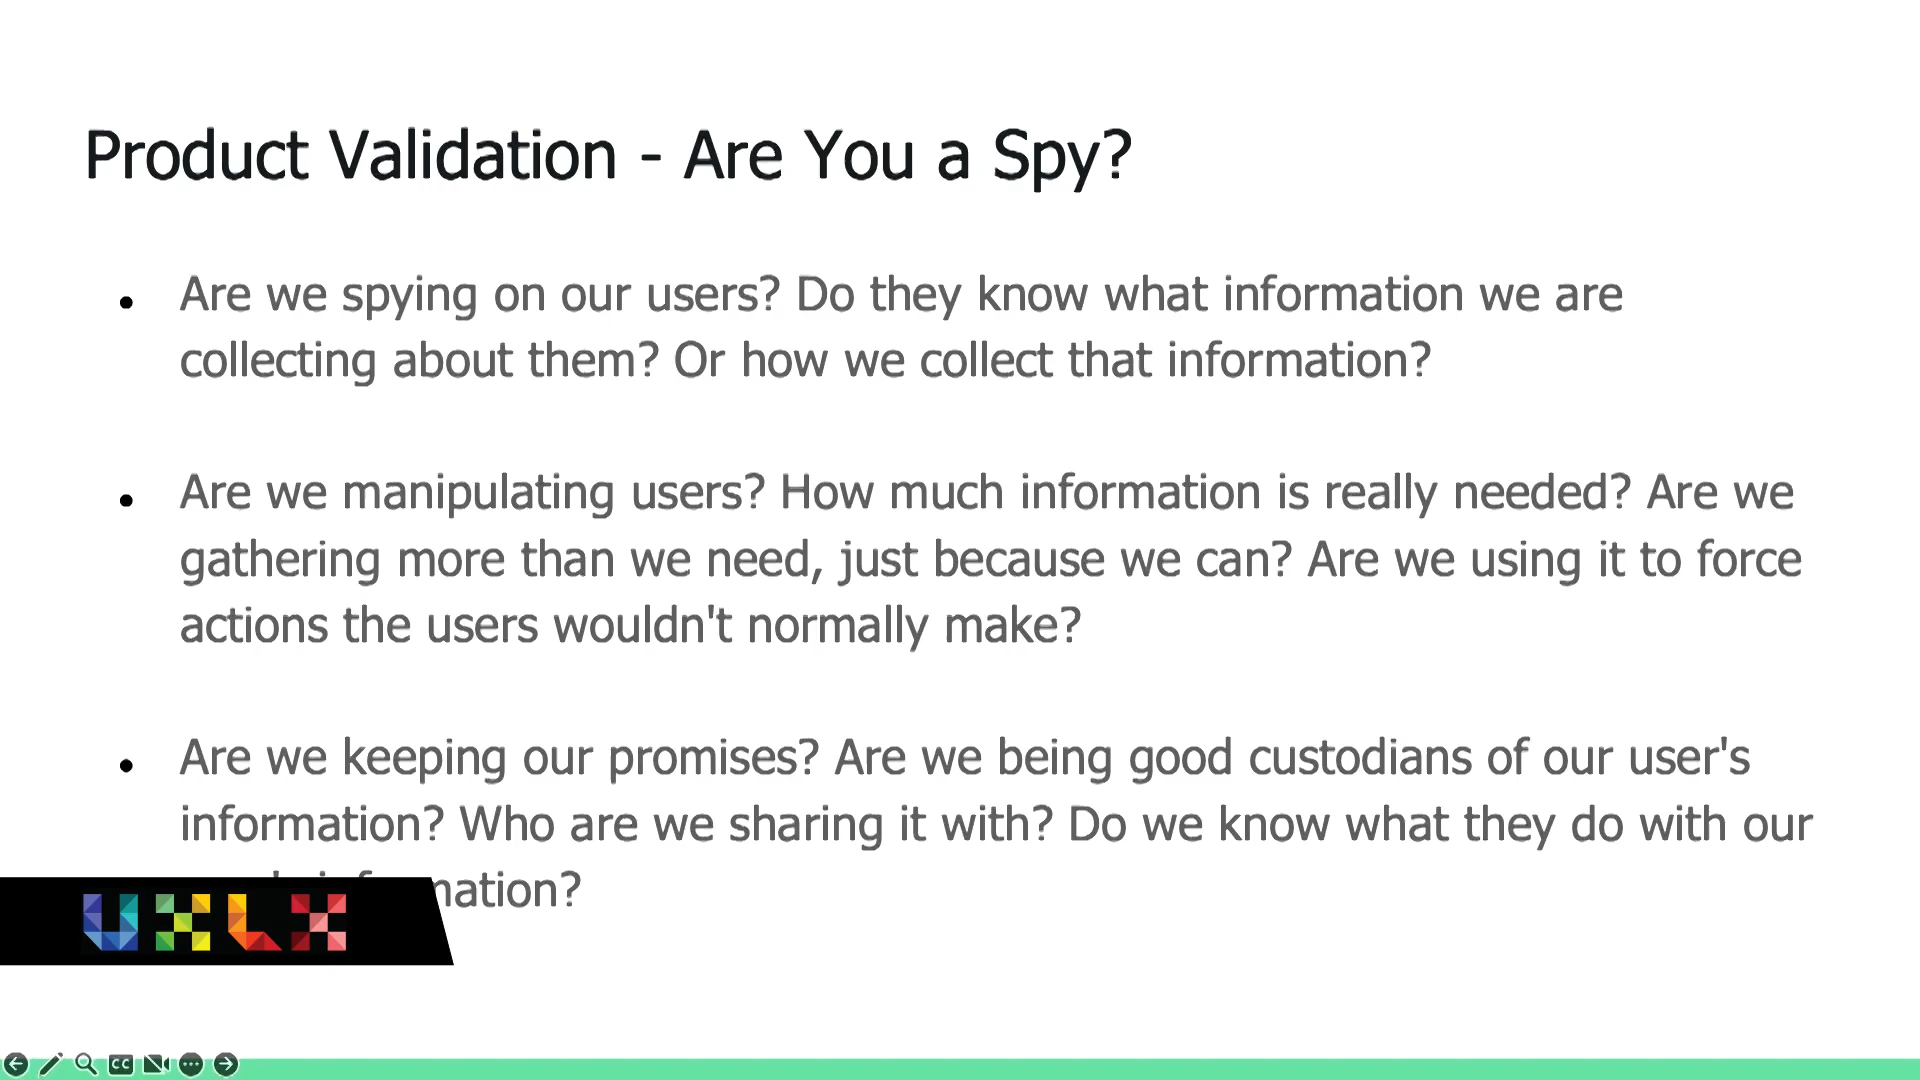 Product Validation - Are You a Spy?
• Are we spying on our users? Do they know what information we are
collecting about them? Or how we collect that information?
• Are we manipulating users? How much information is really needed? Are we
gathering more than we need, just because we can? Are we using it to force
actions the users wouldn't normally make?
• Are we keeping our promises? Are we being good custodians of our user's
information? Who are we sharing it with? Do we know what they do with our
UXLX
CC